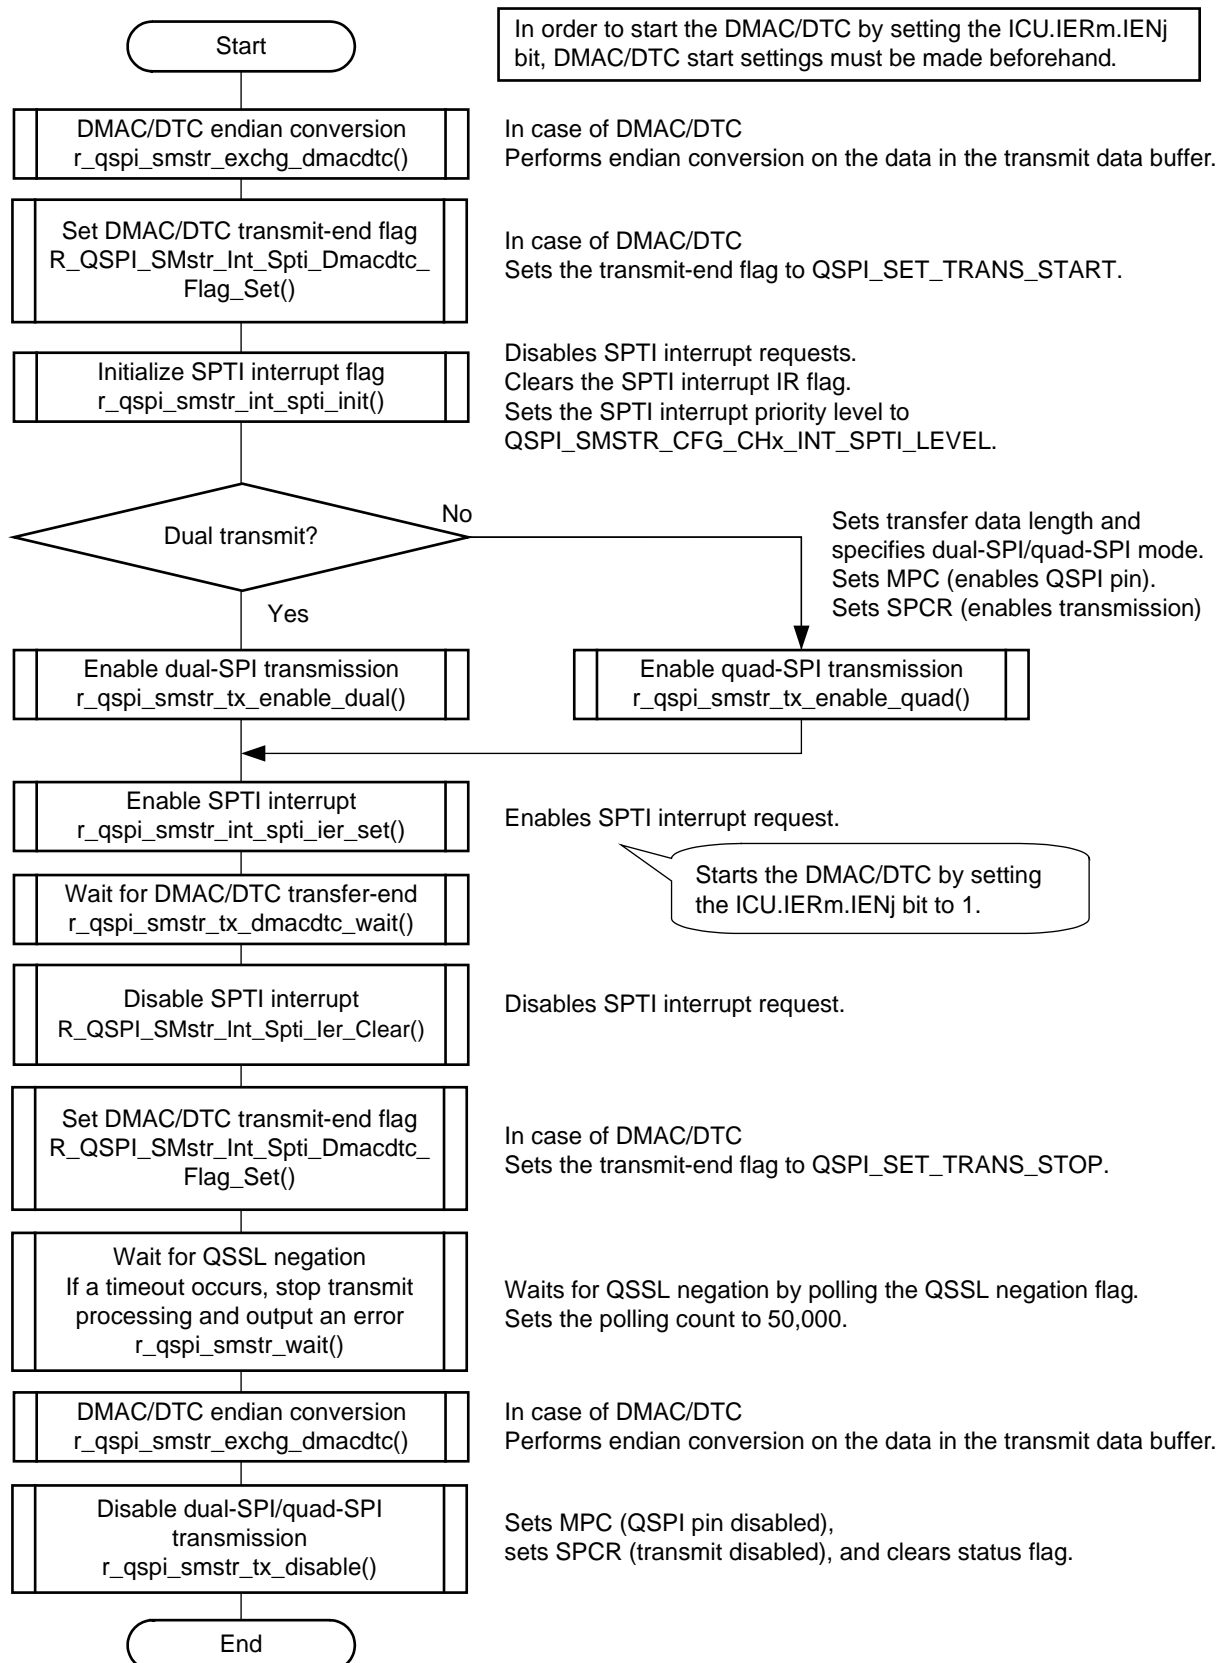 Start
In order to start the DMAC/DTC by setting the ICU.IERm.IENj
bit, DMAC/DTC start settings must be made beforehand.
DMAC/DTC endian conversion
r_qspi_smstr_exchg_dmacdtc()
In case of DMAC/DTC
Performs endian conversion on the data in the transmit data buffer.
Set DMAC/DTC transmit-end flag
R_QSPI_SMstr_Int_Spti_Dmacdtc_
Flag_Set()
In case of DMAC/DTC
Sets the transmit-end flag to QSPI_SET_TRANS_START.
Initialize SPTI interrupt flag
r_qspi_smstr_int_spti_init()
Disables SPTI interrupt requests.
Clears the SPTI interrupt IR flag.
Sets the SPTI interrupt priority level to
QSPI_SMSTR_CFG_CHx_INT_SPTI_LEVEL.
Dual transmit?
No
Yes
Sets transfer data length and
specifies dual-SPI/quad-SPI mode.
Sets MPC (enables QSPI pin).
Sets SPCR (enables transmission)
Enable dual-SPI transmission
r_qspi_smstr_tx_enable_dual()
Enable quad-SPI transmission
r_qspi_smstr_tx_enable_quad()
Enable SPTI interrupt
r_qspi_smstr_int_spti_ier_set()
Enables SPTI interrupt request.
Starts the DMAC/DTC by setting
the ICU.IERm.IENj bit to 1.
Wait for DMAC/DTC transfer-end
r_qspi_smstr_tx_dmacdtc_wait()
Disable SPTI interrupt
R_QSPI_SMstr_Int_Spti_Ier_Clear()
Disables SPTI interrupt request.
Set DMAC/DTC transmit-end flag
R_QSPI_SMstr_Int_Spti_Dmacdtc_
Flag_Set()
In case of DMAC/DTC
Sets the transmit-end flag to QSPI_SET_TRANS_STOP.
Wait for QSSL negation
If a timeout occurs, stop transmit
processing and output an error
r_qspi_smstr_wait()
Waits for QSSL negation by polling the QSSL negation flag.
Sets the polling count to 50,000.
DMAC/DTC endian conversion
r_qspi_smstr_exchg_dmacdtc()
In case of DMAC/DTC
Performs endian conversion on the data in the transmit data buffer.
Disable dual-SPI/quad-SPI
transmission
r_qspi_smstr_tx_disable()
Sets MPC (QSPI pin disabled),
sets SPCR (transmit disabled), and clears status flag.
End